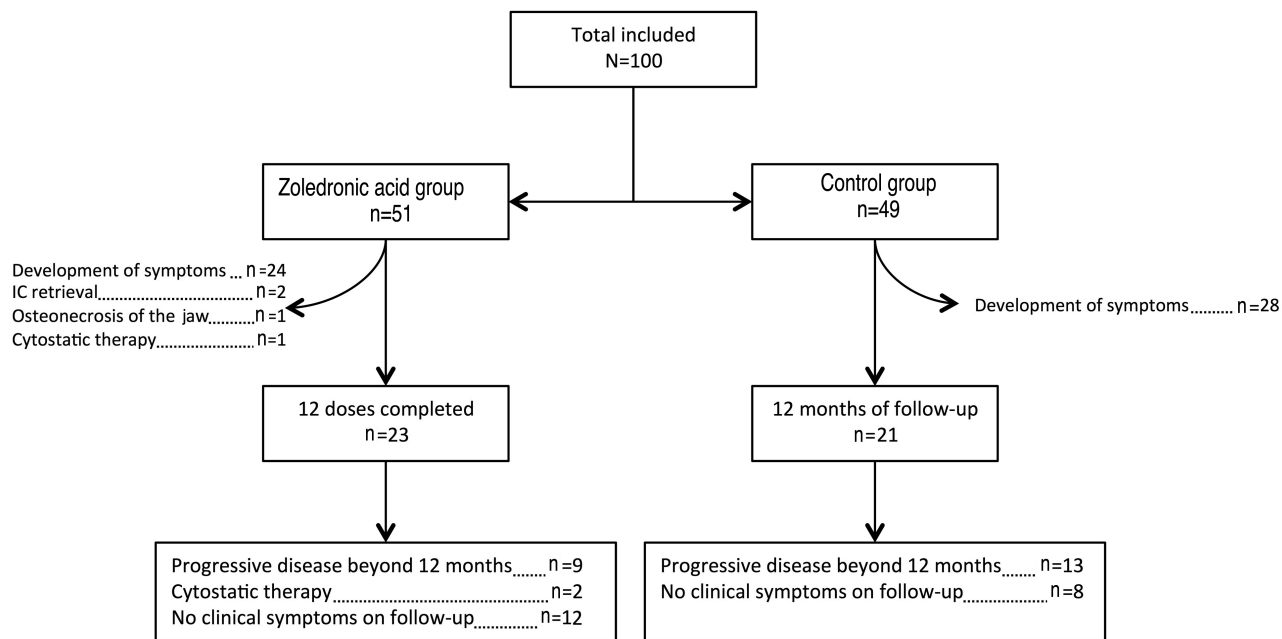 Total included
N=100
Zoledronic acid group
n=51
Control group
n=49
Development of symptoms ... n=24
IC retrieval.............................. n=2
Osteonecrosis of the jaw.........n=1
Cytostatic therapy........................n=1
Development of symptoms ......... n=28
12 doses completed
n=23
12 months of follow-up
n=21
Progressive disease beyond 12 months......n=9
Cytostatic therapy........................................n=2
No clinical symptoms on follow-up............n=12
Progressive disease beyond 12 months......n=13
No clinical symptoms on follow-up...............n=8